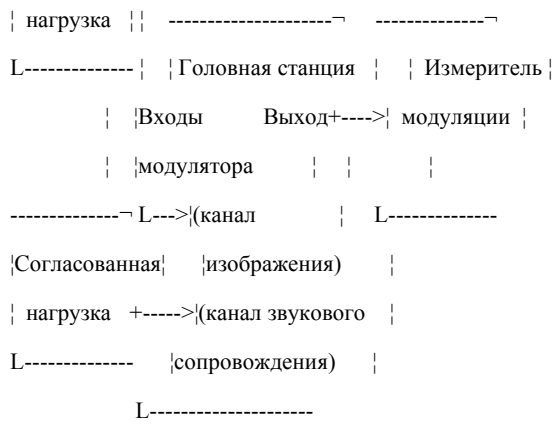 ¦ нагрузка ¦¦ ---------------------¬ --------------¬
L-------------- ¦ ¦ Головная станция ¦ ¦ Измеритель ¦
¦ ¦Входы Выход+---->¦ модуляции ¦
¦ ¦модулятора ¦ ¦ ¦
--------------¬ L--->¦(канал ¦ L--------------
¦Согласованная¦ ¦изображения) ¦
¦ нагрузка +----->¦(канал звукового ¦
L-------------- ¦сопровождения) ¦
L---------------------